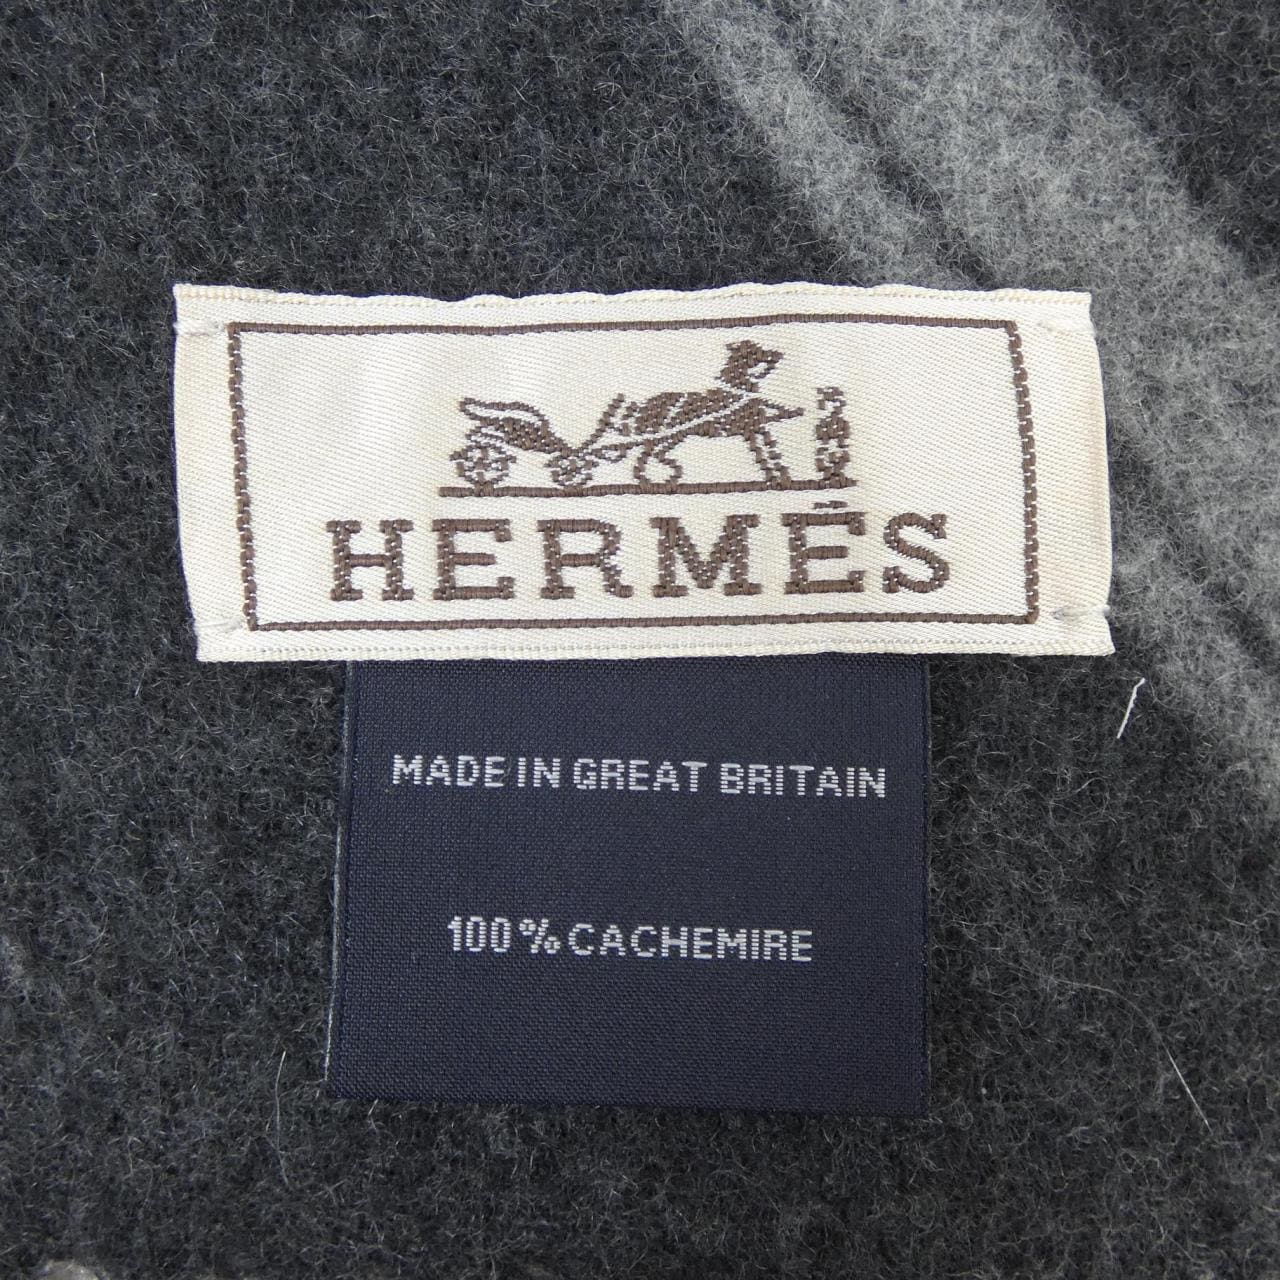 HERMÈS
MADE IN GREAT BRITAIN
100% CACHEMIRE